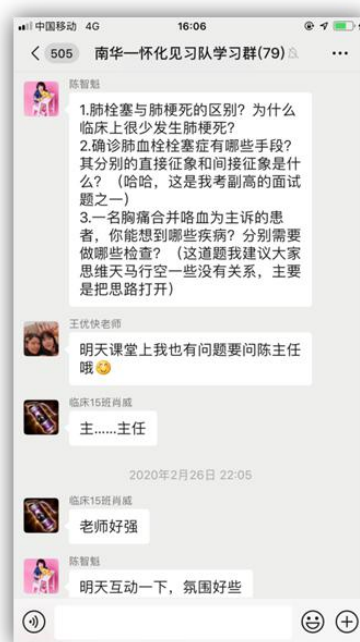 中国移动 4G 16:06
505 南华一怀化见习队学习群(79)
陈智魁
1.肺栓塞与肺梗死的区别？为什么
临床上很少发生肺梗死？
2.确诊肺血栓栓塞症有哪些手段？
其分别的直接征象和间接征象是什
么？（哈哈，这是我考副高的面试
题之一）
3.一名胸痛合并咯血为主诉的患
者，你能想到哪些疾病？分别需要
做哪些检查？（这道题我建议大家
思维天马行空一些没有关系，主要
是把思路打开）
王优快老师
明天课堂上我也有问题要问陈主任
哦
临床15班肖威
主……主任
2020年2月26日 22:05
临床15班肖威
老师好强
陈智魁
明天互动一下，氛围好些